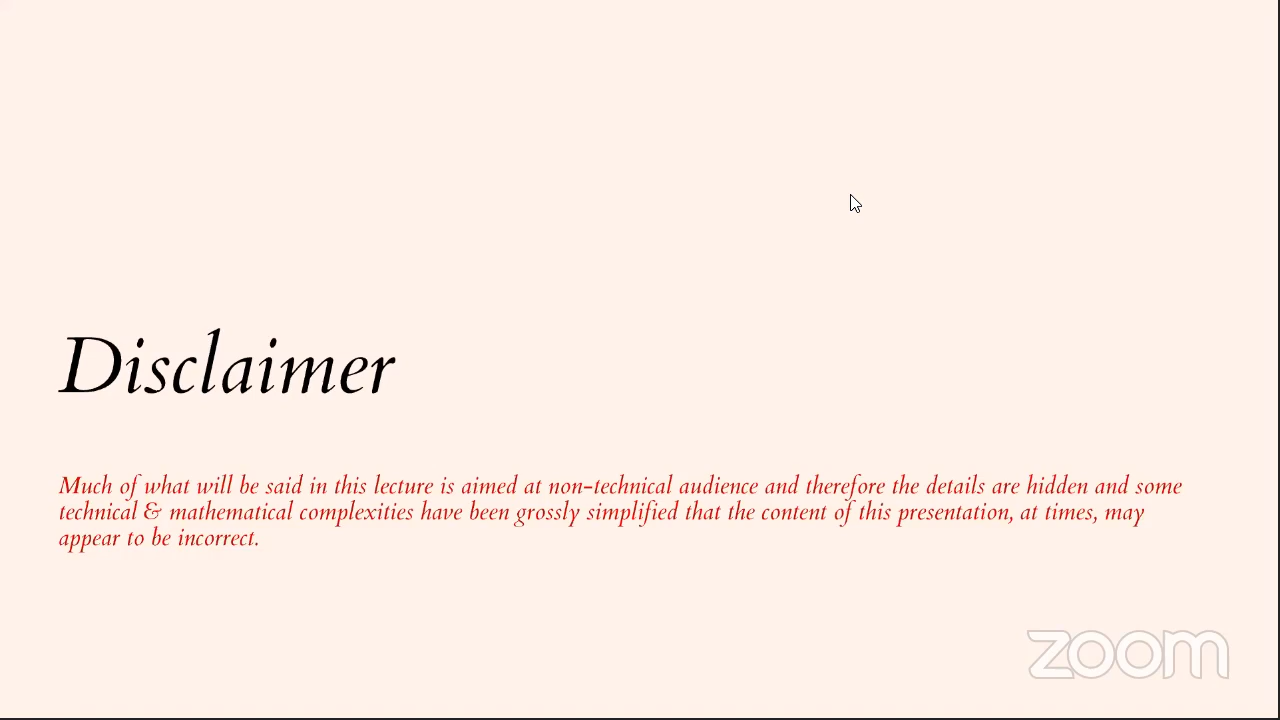 Disclaimer
Much of what will be said in this lecture is aimed at non-technical audience and therefore the details are hidden and some
technical & mathematical complexities have been grossly simplified that the content of this presentation, at times, may
appear to be incorrect.
zoom